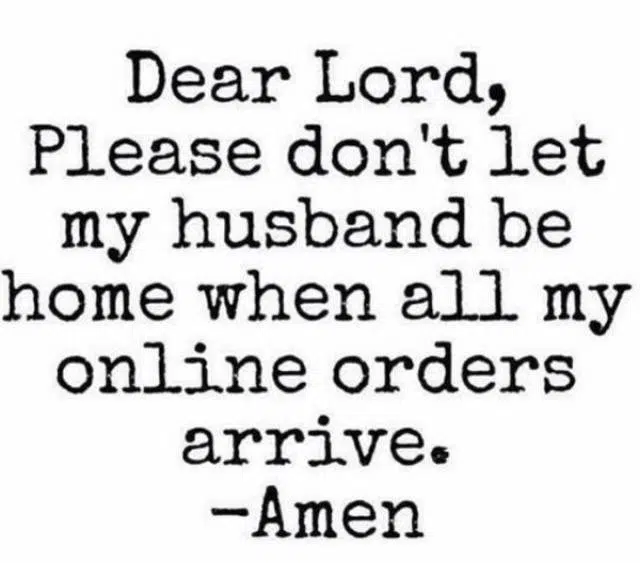 Dear Lord,
Please don't let
my husband be
home when all my
online orders
arrive.
-Amen